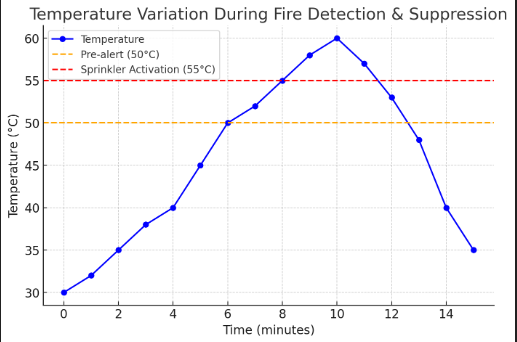 Temperature Variation During Fire Detection & Suppression
Temperature
Pre-alert (50°C)
Sprinkler Activation (55°C)
Temperature (°C)
60
55
50
45
40
35
30
0 2 4 6 8 10 12 14
Time (minutes)